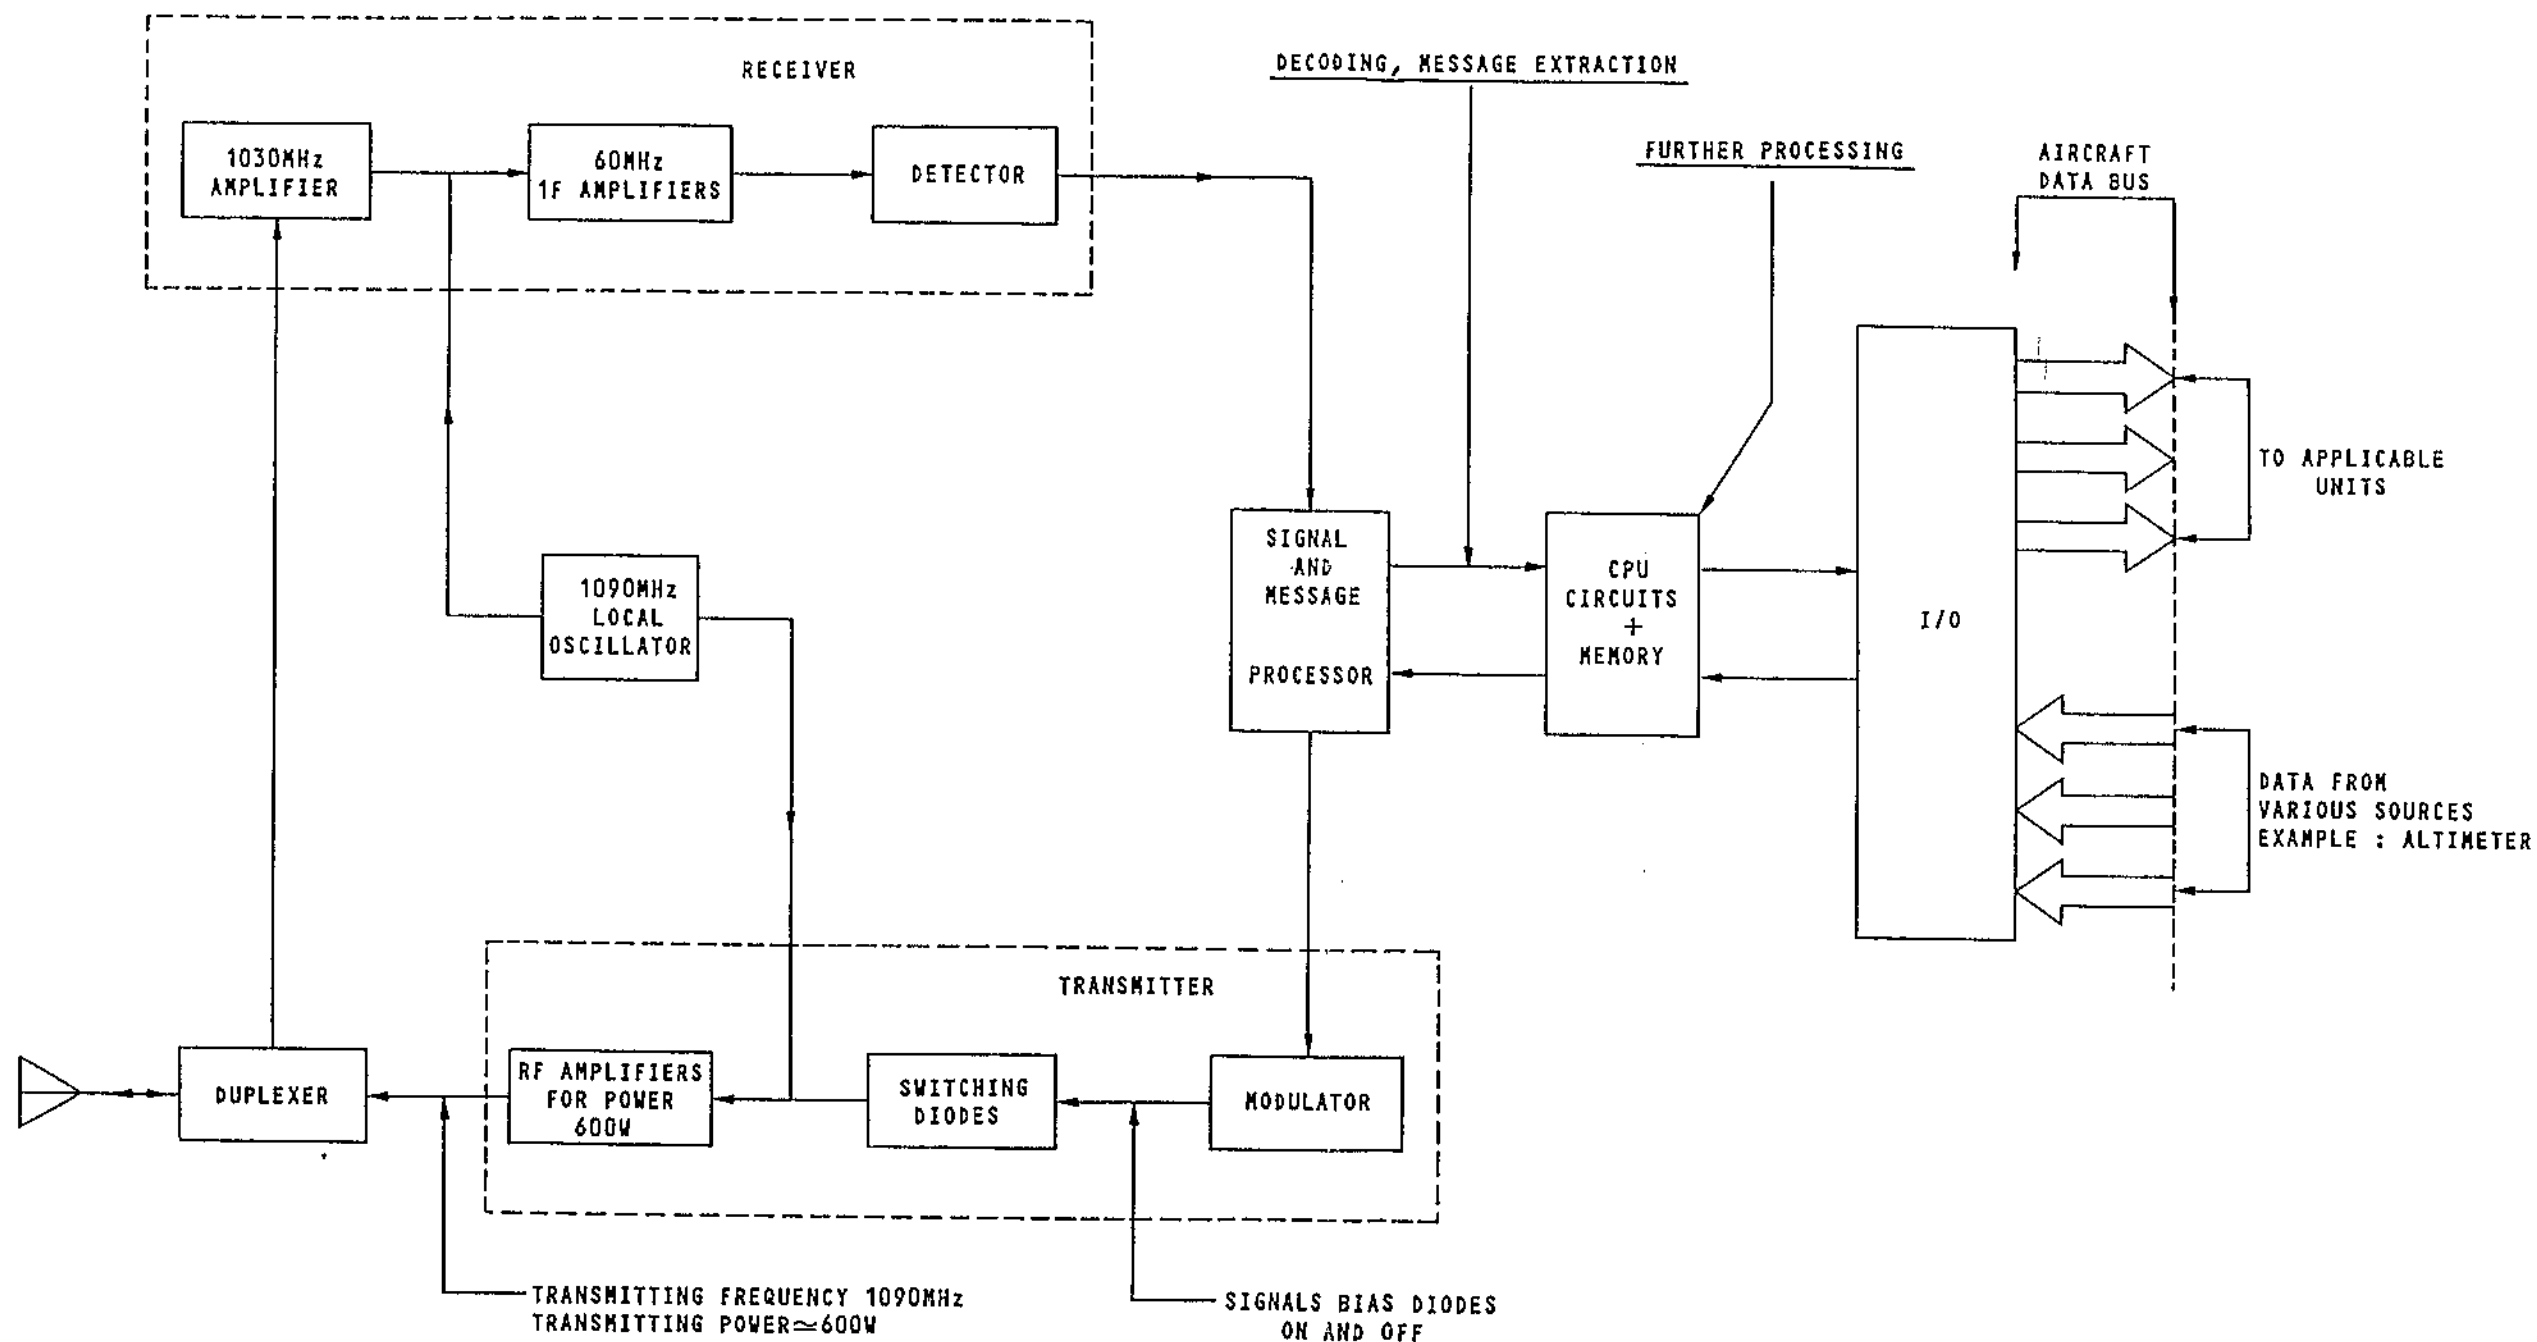 RECEIVER
1030MHz
AMPLIFIER
60MHz
1F AMPLIFIERS
DETECTOR
DECODING, MESSAGE EXTRACTION
FURTHER PROCESSING
AIRCRAFT
DATA BUS
1090MHz
LOCAL
OSCILLATOR
SIGNAL
AND
MESSAGE
PROCESSOR
CPU
CIRCUITS
+
MEMORY
I/O
TO APPLICABLE
UNITS
DATA FROM
VARIOUS SOURCES
EXAMPLE : ALTIMETER
TRANSMITTER
DUPLEXER
RF AMPLIFIERS
FOR POWER
600W
SWITCHING
DIODES
MODULATOR
TRANSMITTING FREQUENCY 1090MHz
TRANSMITTING POWER≃600W
SIGNALS BIAS DIODES
ON AND OFF